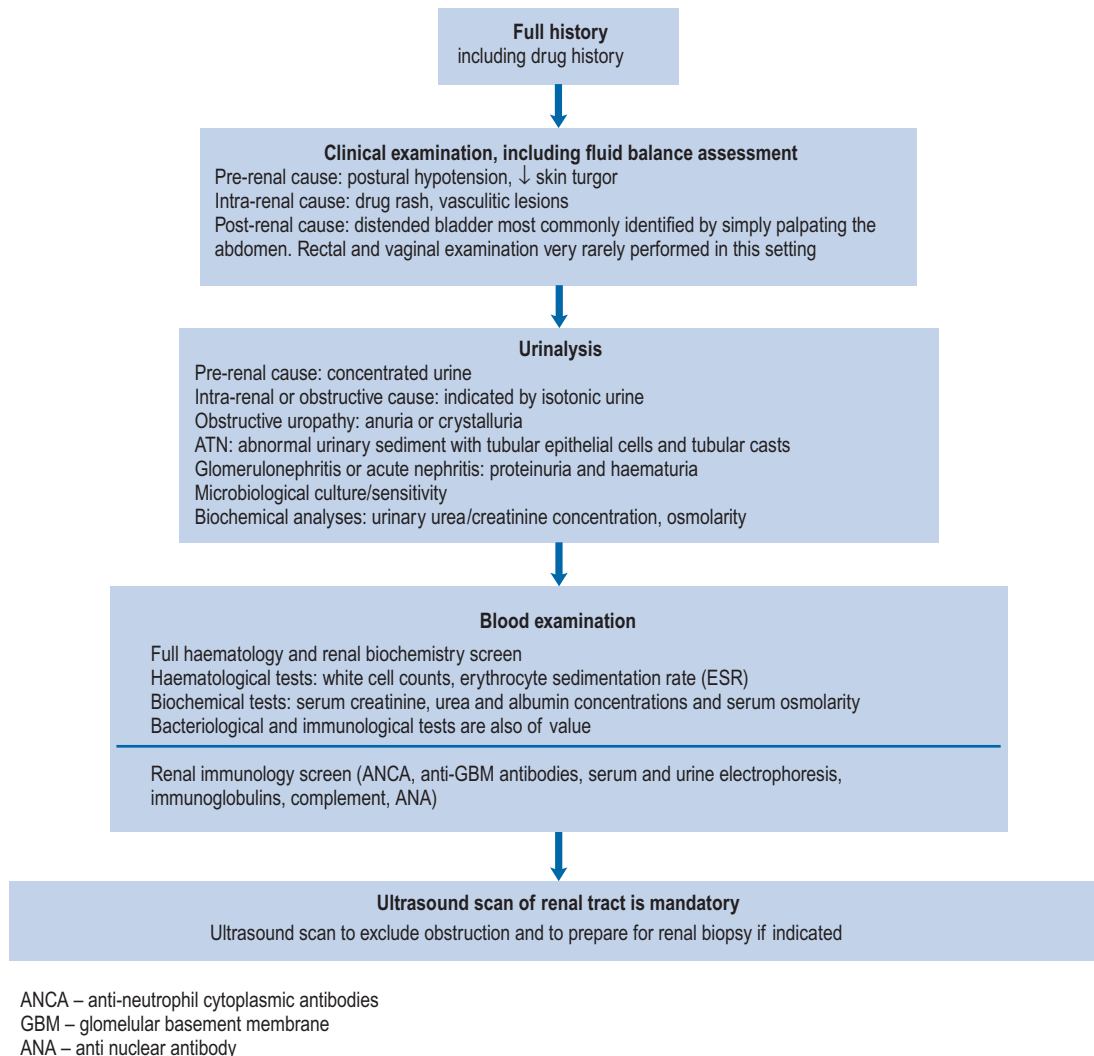 Full history
including drug history
Clinical examination, including fluid balance assessment
Pre-renal cause: postural hypotension, ↓ skin turgor
Intra-renal cause: drug rash, vasculitic lesions
Post-renal cause: distended bladder most commonly identified by simply palpating the
abdomen. Rectal and vaginal examination very rarely performed in this setting
Urinalysis
Pre-renal cause: concentrated urine
Intra-renal or obstructive cause: indicated by isotonic urine
Obstructive uropathy: anuria or crystalluria
ATN: abnormal urinary sediment with tubular epithelial cells and tubular casts
Glomerulonephritis or acute nephritis: proteinuria and haematuria
Microbiological culture/sensitivity
Biochemical analyses: urinary urea/creatinine concentration, osmolarity
Blood examination
Full haematology and renal biochemistry screen
Haematological tests: white cell counts, erythrocyte sedimentation rate (ESR)
Biochemical tests: serum creatinine, urea and albumin concentrations and serum osmolarity
Bacteriological and immunological tests are also of value
Renal immunology screen (ANCA, anti-GBM antibodies, serum and urine electrophoresis,
immunoglobulins, complement, ANA)
Ultrasound scan of renal tract is mandatory
Ultrasound scan to exclude obstruction and to prepare for renal biopsy if indicated
ANCA – anti-neutrophil cytoplasmic antibodies
GBM – glomelular basement membrane
ANA – anti nuclear antibody